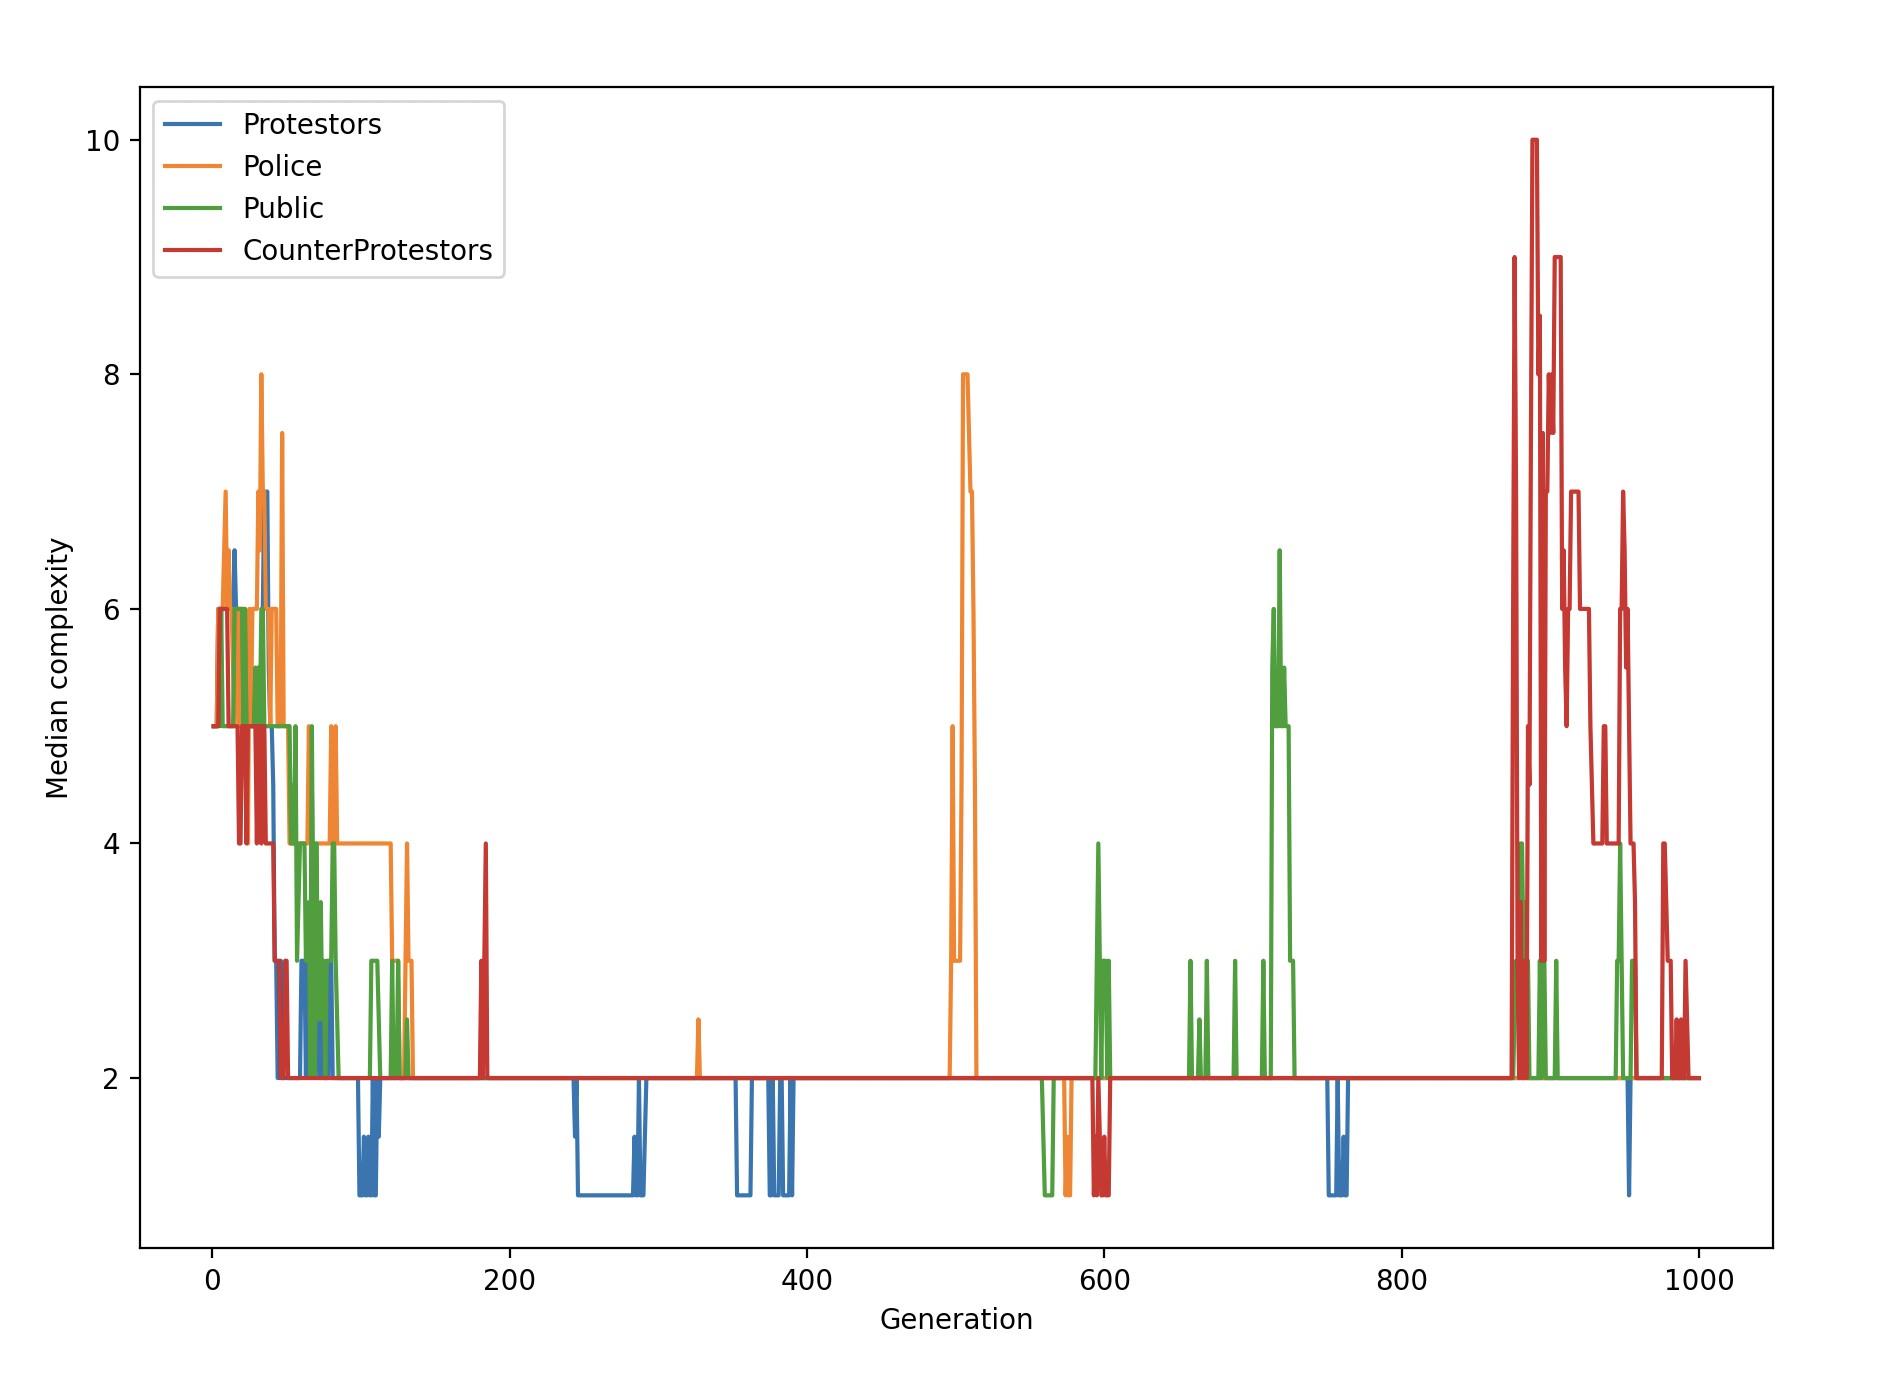 Protestors
Police
Public
CounterProtestors
10
8
6
4
2
Median complexity
0 200 400 600 800 1000
Generation